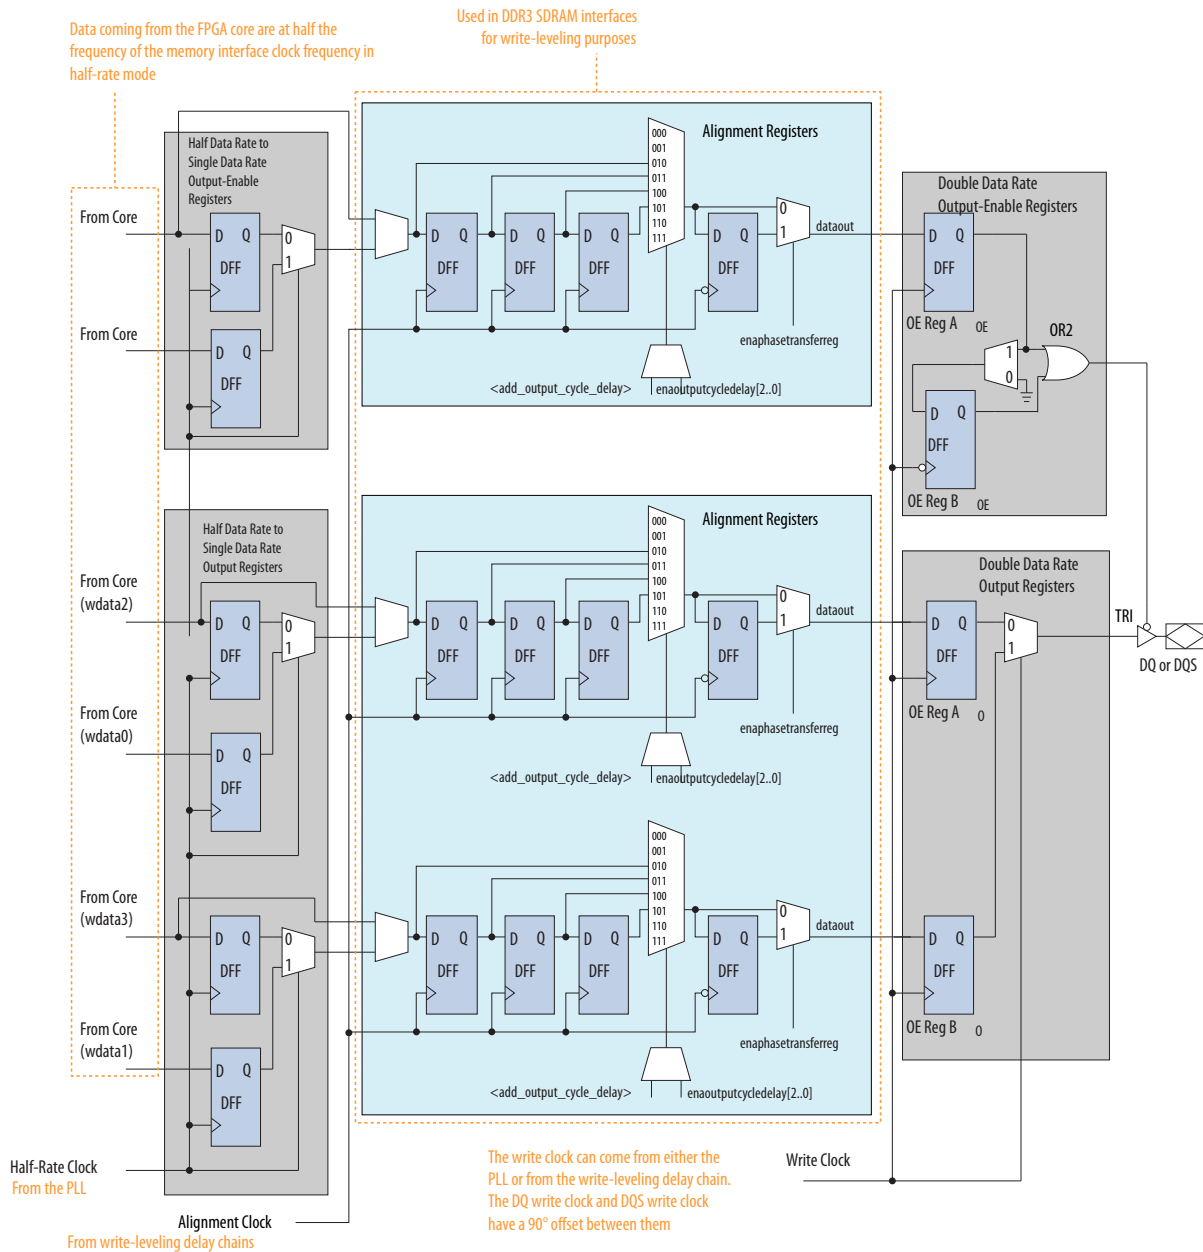 Data coming from the FPGA core are at half the
frequency of the memory interface clock frequency in
half-rate mode
Used in DDR3 SDRAM interfaces
for write-leveling purposes
Half Data Rate to
Single Data Rate
Output-Enable
Registers
From Core
D Q
DFF
0
1
From Core
D Q
DFF
Alignment Registers
000
001
010
011
100
101
110
111
D Q
DFF
D Q
DFF
D Q
DFF
D Q
DFF
0
1
dataout
enaphasetransferreg
<add_output_cycle_delay>
enaoutputcycledelay[2..0]
Double Data Rate
Output-Enable Registers
D Q
DFF
OE Reg A OE
OR2
1
0
D Q
DFF
OE Reg B OE
Half Data Rate to
Single Data Rate
Output Registers
From Core
(wdata2)
D Q
DFF
0
1
From Core
(wdata0)
D Q
DFF
Alignment Registers
000
001
010
011
100
101
110
111
D Q
DFF
D Q
DFF
D Q
DFF
D Q
DFF
0
1
dataout
enaphasetransferreg
<add_output_cycle_delay>
enaoutputcycledelay[2..0]
Double Data Rate
Output Registers
D Q
DFF
OE Reg A O
0
1
TRI
DQ or DQS
From Core
(wdata3)
D Q
DFF
0
1
From Core
(wdata1)
D Q
DFF
000
001
010
011
100
101
110
111
D Q
DFF
D Q
DFF
D Q
DFF
D Q
DFF
0
1
dataout
enaphasetransferreg
<add_output_cycle_delay>
enaoutputcycledelay[2..0]
D Q
DFF
OE Reg B O
Half-Rate Clock
From the PLL
Alignment Clock
From write-leveling delay chains
The write clock can come from either the
PLL or from the write-leveling delay chain.
The DQ write clock and DQS write clock
have a 90° offset between them
Write Clock